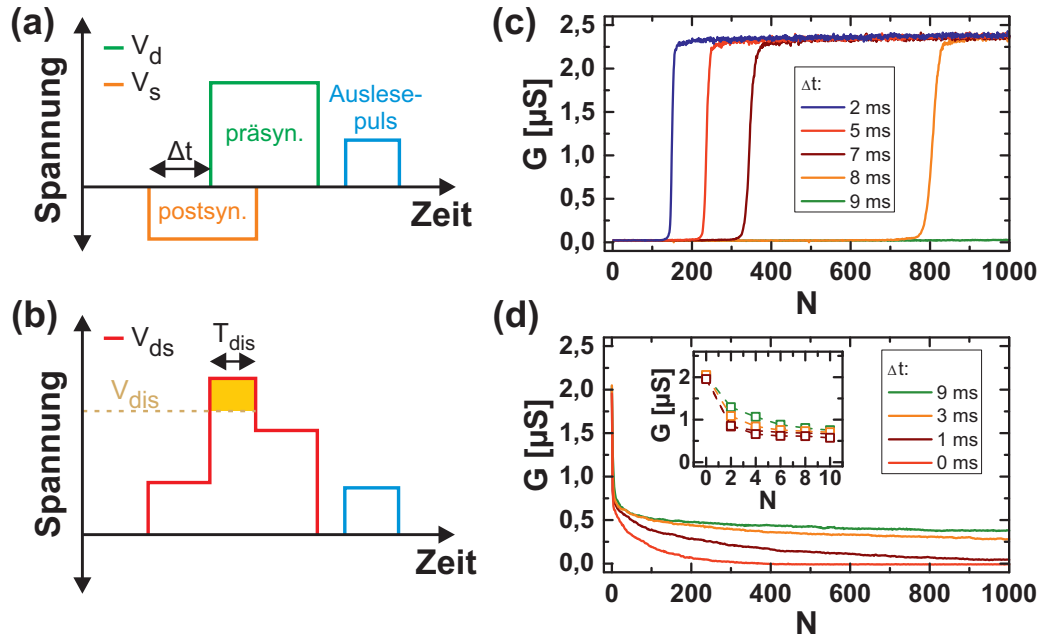 (a)
V_d
V_s
Spannung
Δt
präsyn.
postsyn.
Auslese-
puls
Zeit
(b)
V_ds
T_dis
V_dis
Spannung
Zeit
(c)
G [µS]
2,5
2,0
1,5
1,0
0,5
0,0
0 200 400 600 800 1000
N
Δt:
2 ms
5 ms
7 ms
8 ms
9 ms
(d)
G [µS]
2,5
2,0
1,5
1,0
0,5
0,0
0 200 400 600 800 1000
N
G [µS]
2
1
0
0 2 4 6 8 10
N
Δt:
9 ms
3 ms
1 ms
0 ms